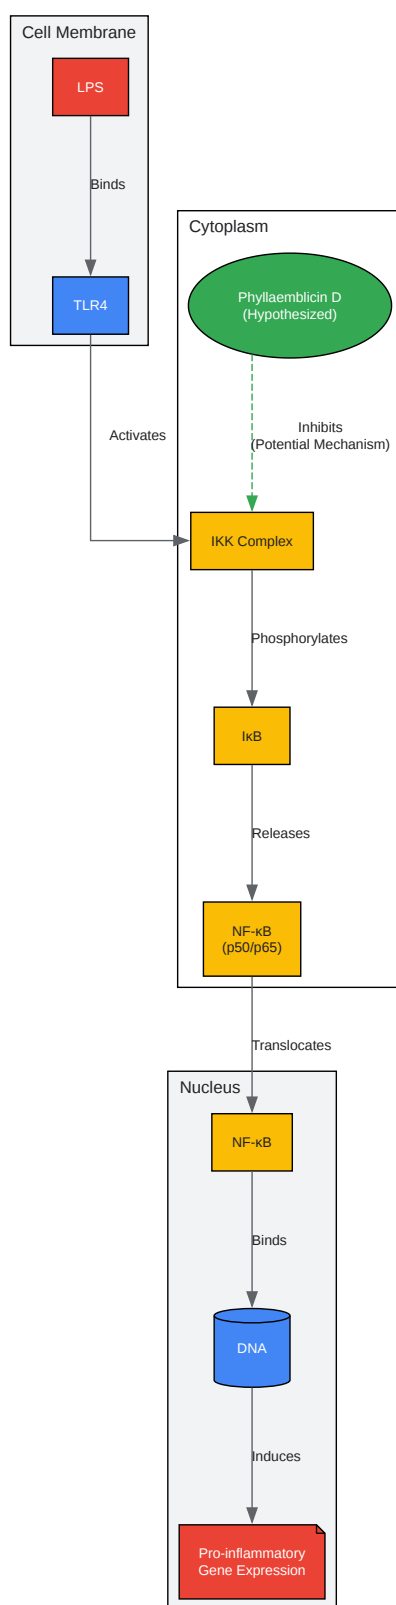 Cell Membrane
LPS
Binds
TLR4
Activates
Cytoplasm
Phyllaemblicin D
(Hypothesized)
Inhibits
(Potential Mechanism)
IKK Complex
Phosphorylates
IκB
Releases
NF-κB
(p50/p65)
Translocates
Nucleus
NF-κB
Binds
DNA
Induces
Pro-inflammatory
Gene Expression